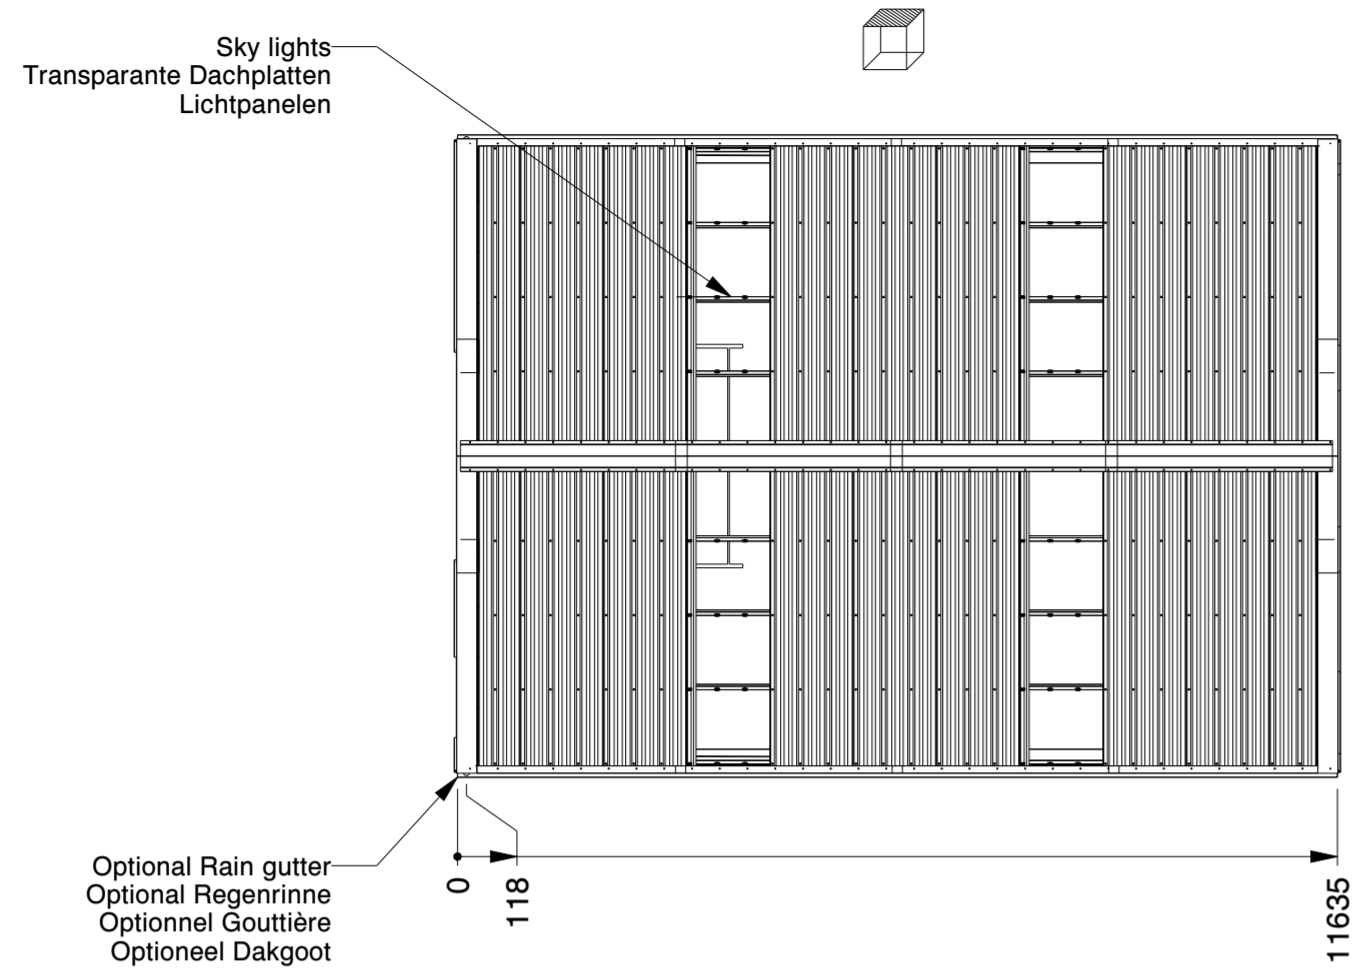 Sky lights
Transparante Dachplatten
Lichtpanelen
Optional Rain gutter
Optional Regenrinne
Optionnel Gouttière
Optioneel Dakgoot
0
118
11635